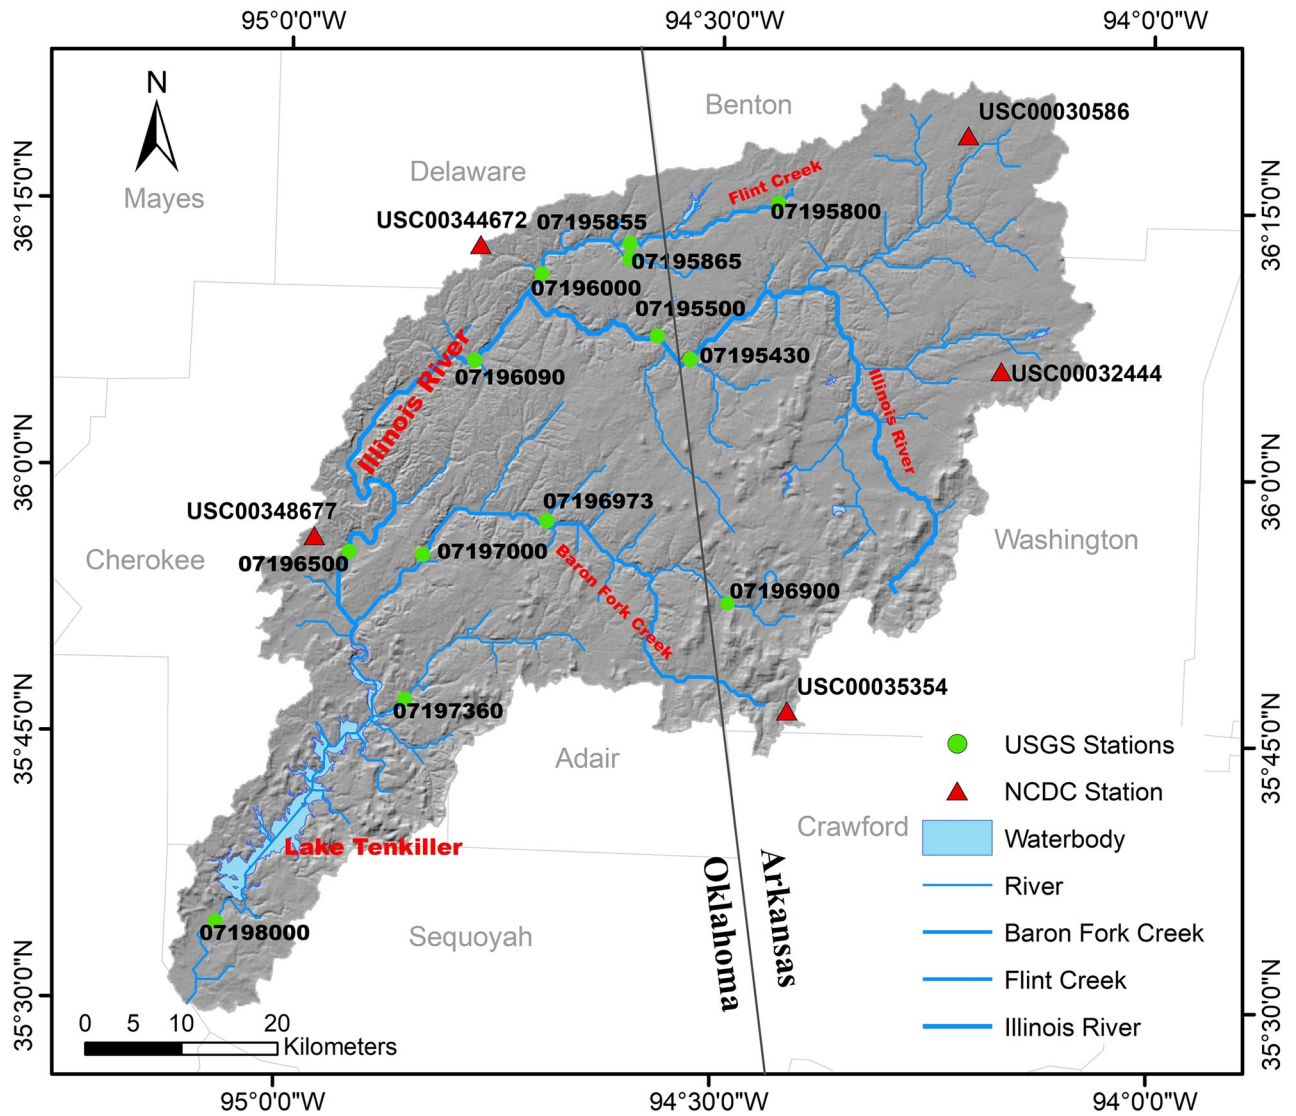 95°0'0"W
94°30'0"W
94°0'0"W
N
Benton
USC00030586
36°15'0"N
Mayes
Delaware
Flint Creek
36°15'0"N
USC00344672
07195855
07195800
07195865
07196000
07195500
07195430
07196090
USC00032444
Illinois River
Illinois River
36°0'0"N
36°0'0"N
USC00348677
07196973
Cherokee
07196500
07197000
Washington
Baron Fork Creek
07196900
USC00035354
07197360
35°45'0"N
35°45'0"N
Adair
USGS Stations
NCDC Station
Crawford
Waterbody
Lake Tenkiller
River
Oklahoma
Arkansas
07198000
Sequoyah
Baron Fork Creek
Flint Creek
35°30'0"N
35°30'0"N
Illinois River
0 5 10 20
Kilometers
95°0'0"W
94°30'0"W
94°0'0"W